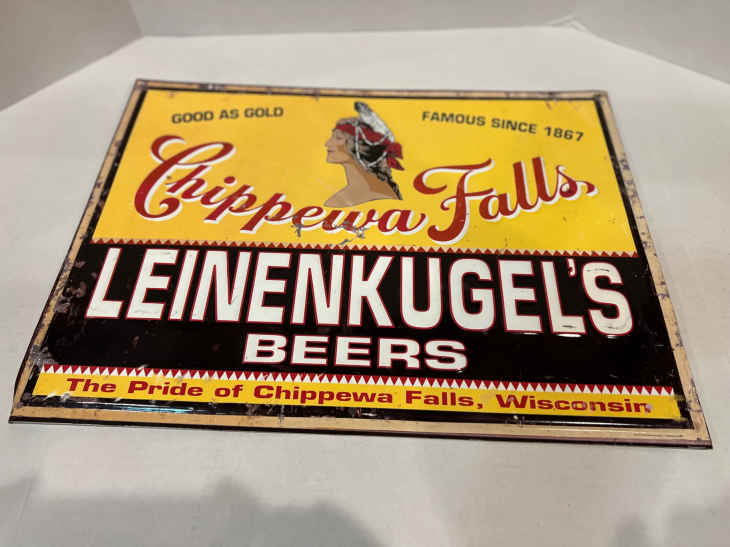 GOOD AS GOLD
FAMOUS SINCE 1867
Chippewa Falls
LEINENKUGEL'S
BEERS
The Pride of Chippewa Falls, Wisconsin